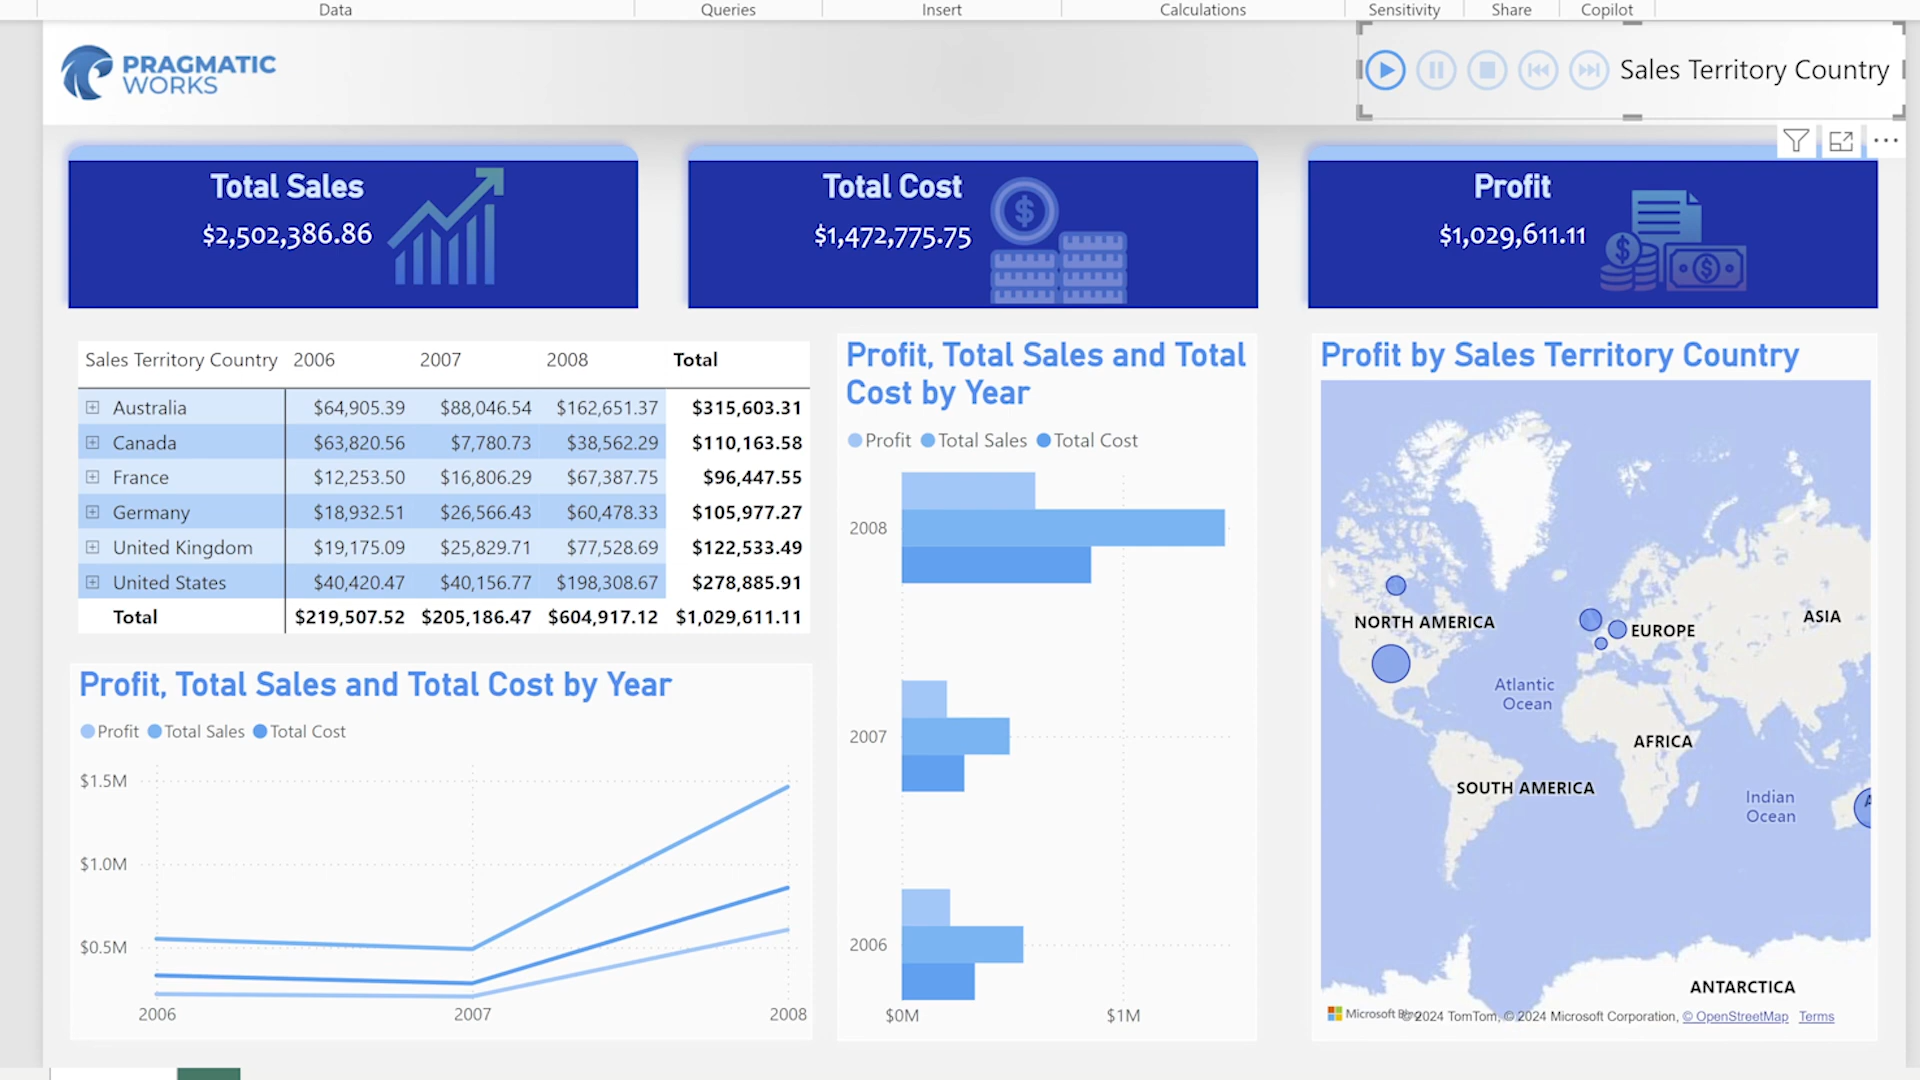 Data Queries Insert Calculations Sensitivity Share Copilot
PRAGMATIC
WORKS
Sales Territory Country
Total Sales
$2,502,386.86
Total Cost
$1,472,775.75
Profit
$1,029,611.11
Sales Territory Country 2006 2007 2008 Total
Australia $64,905.39 $88,046.54 $162,651.37 $315,603.31
Canada $63,820.56 $7,780.73 $38,562.29 $110,163.58
France $12,253.50 $16,806.29 $67,387.75 $96,447.55
Germany $18,932.51 $26,566.43 $60,478.33 $105,977.27
United Kingdom $19,175.09 $25,829.71 $77,528.69 $122,533.49
United States $40,420.47 $40,156.77 $198,308.67 $278,885.91
Total $219,507.52 $205,186.47 $604,917.12 $1,029,611.11
Profit, Total Sales and Total Cost by Year
Profit Total Sales Total Cost
$1.5M
$1.0M
$0.5M
2006 2007 2008
Profit, Total Sales and Total
Cost by Year
Profit Total Sales Total Cost
2008
2007
2006
$0M $1M
Profit by Sales Territory Country
NORTH AMERICA
EUROPE
ASIA
Atlantic
Ocean
AFRICA
SOUTH AMERICA
Indian
Ocean
ANTARCTICA
Microsoft © 2024 TomTom, © 2024 Microsoft Corporation, © OpenStreetMap Terms